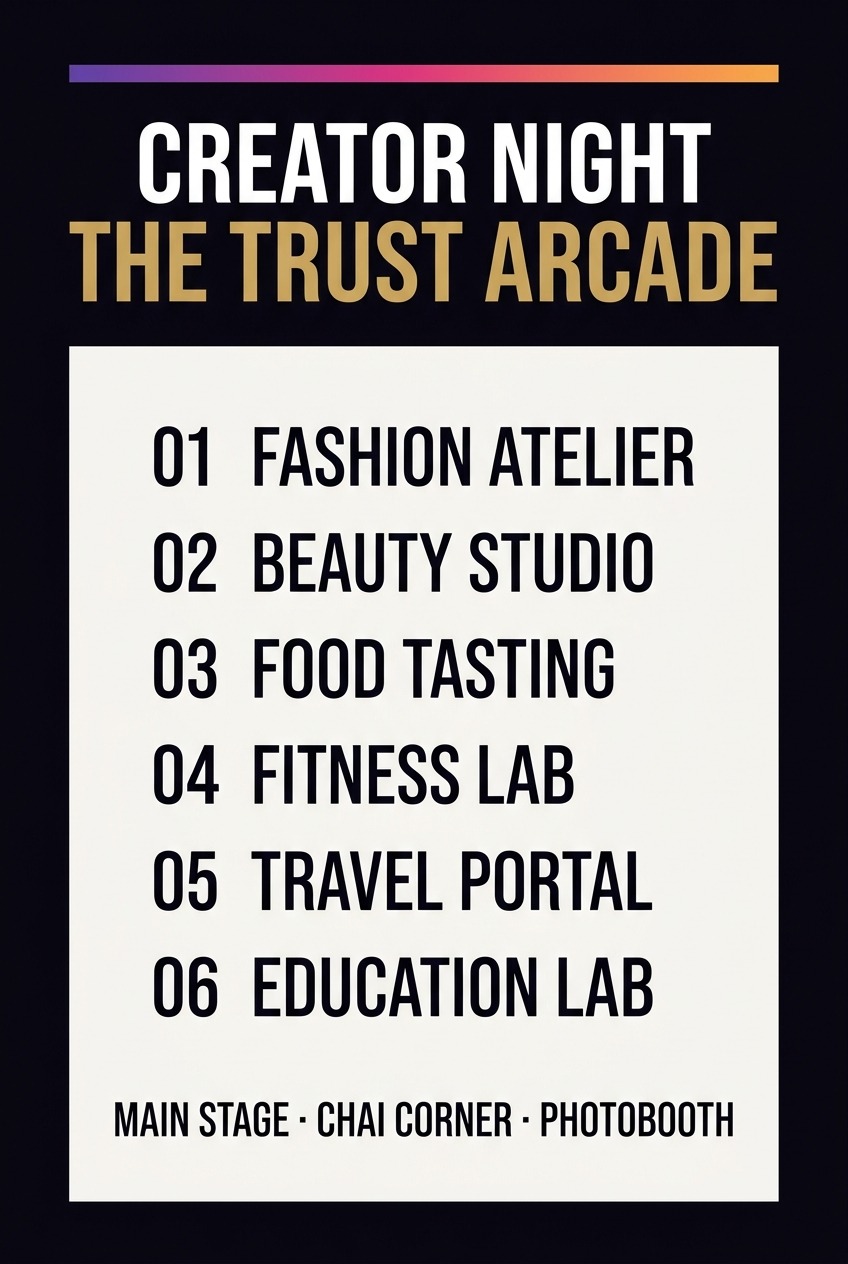 CREATOR NIGHT
THE TRUST ARCADE
01 FASHION ATELIER
02 BEAUTY STUDIO
03 FOOD TASTING
04 FITNESS LAB
05 TRAVEL PORTAL
06 EDUCATION LAB
MAIN STAGE · CHAI CORNER · PHOTOBOOTH